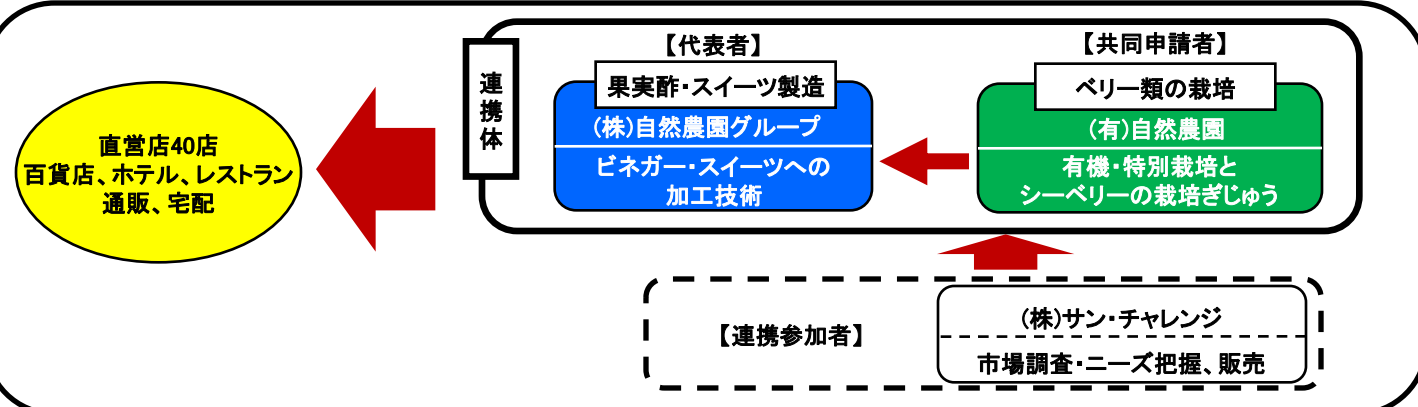 連携体
【代表者】
果実酢・スイーツ製造
(株)自然農園グループ
ビネガー・スイーツへの
加工技術
【共同申請者】
ベリー類の栽培
(有)自然農園
有機・特別栽培と
シーベリーの栽培ぎじゅう
直営店40店
百貨店、ホテル、レストラン
通販、宅配
【連携参加者】
(株)サン・チャレンジ
市場調査・ニーズ把握、販売